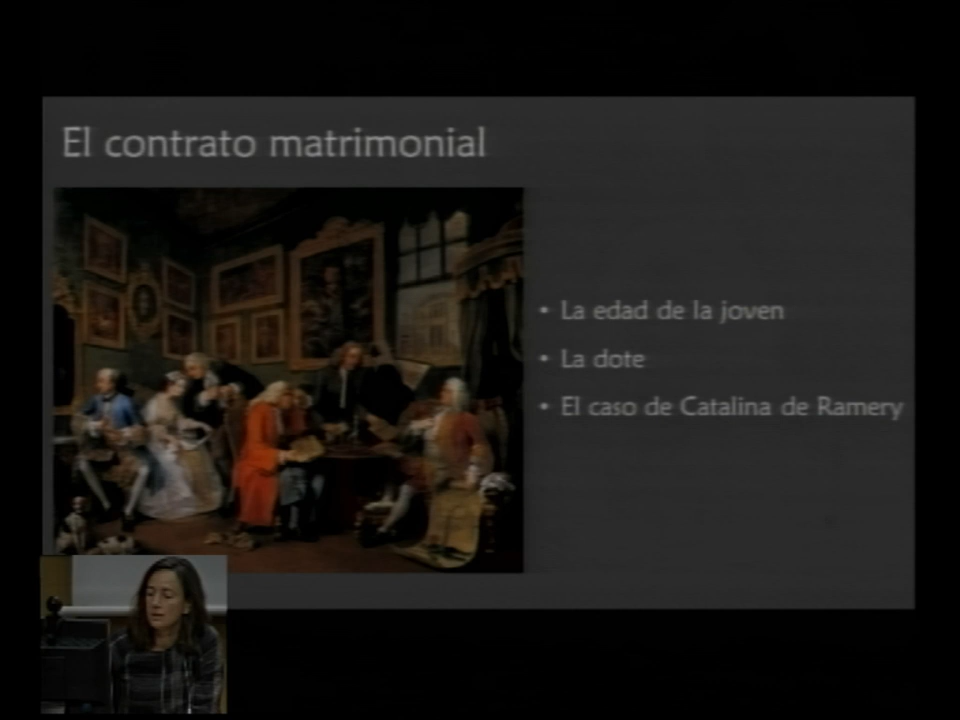 El contrato matrimonial
• La edad de la joven
• La dote
• El caso de Catalina de Ramery